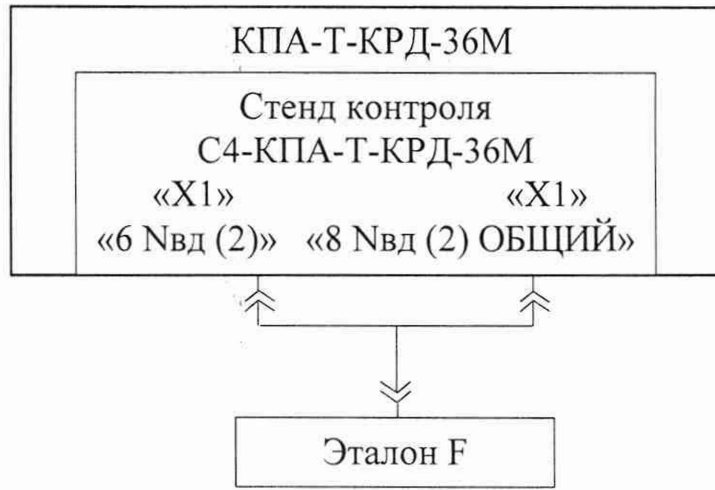 КПА-Т-КРД-36М
Стенд контроля
С4-КПА-Т-КРД-36М
«Х1» «Х1»
«6 Nвд (2)» «8 Nвд (2) ОБЩИЙ»
Эталон F